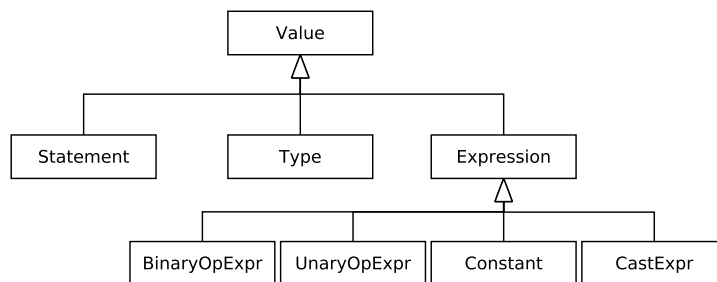 Value
Statement
Type
Expression
BinaryOpExpr
UnaryOpExpr
Constant
CastExpr